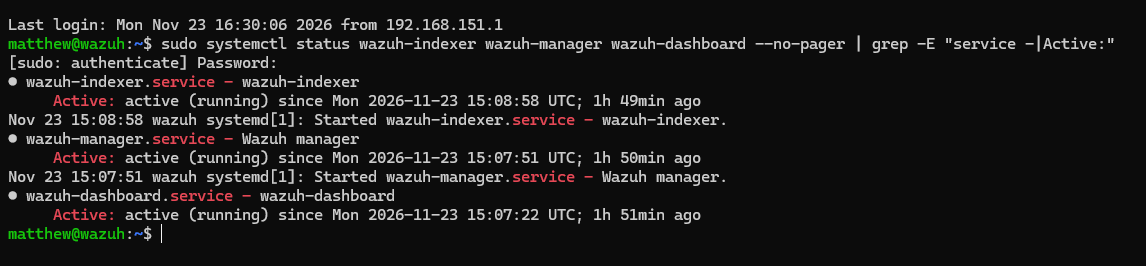 Last login: Mon Nov 23 16:30:06 2026 from 192.168.151.1
matthew@wazuh:~$ sudo systemctl status wazuh-indexer wazuh-manager wazuh-dashboard --no-pager | grep -E "service -|Active:"
[sudo: authenticate] Password:
● wazuh-indexer.service - wazuh-indexer
     Active: active (running) since Mon 2026-11-23 15:08:58 UTC; 1h 49min ago
Nov 23 15:08:58 wazuh systemd[1]: Started wazuh-indexer.service - wazuh-indexer.
● wazuh-manager.service - Wazuh manager
     Active: active (running) since Mon 2026-11-23 15:07:51 UTC; 1h 50min ago
Nov 23 15:07:51 wazuh systemd[1]: Started wazuh-manager.service - Wazuh manager.
● wazuh-dashboard.service - wazuh-dashboard
     Active: active (running) since Mon 2026-11-23 15:07:22 UTC; 1h 51min ago
matthew@wazuh:~$